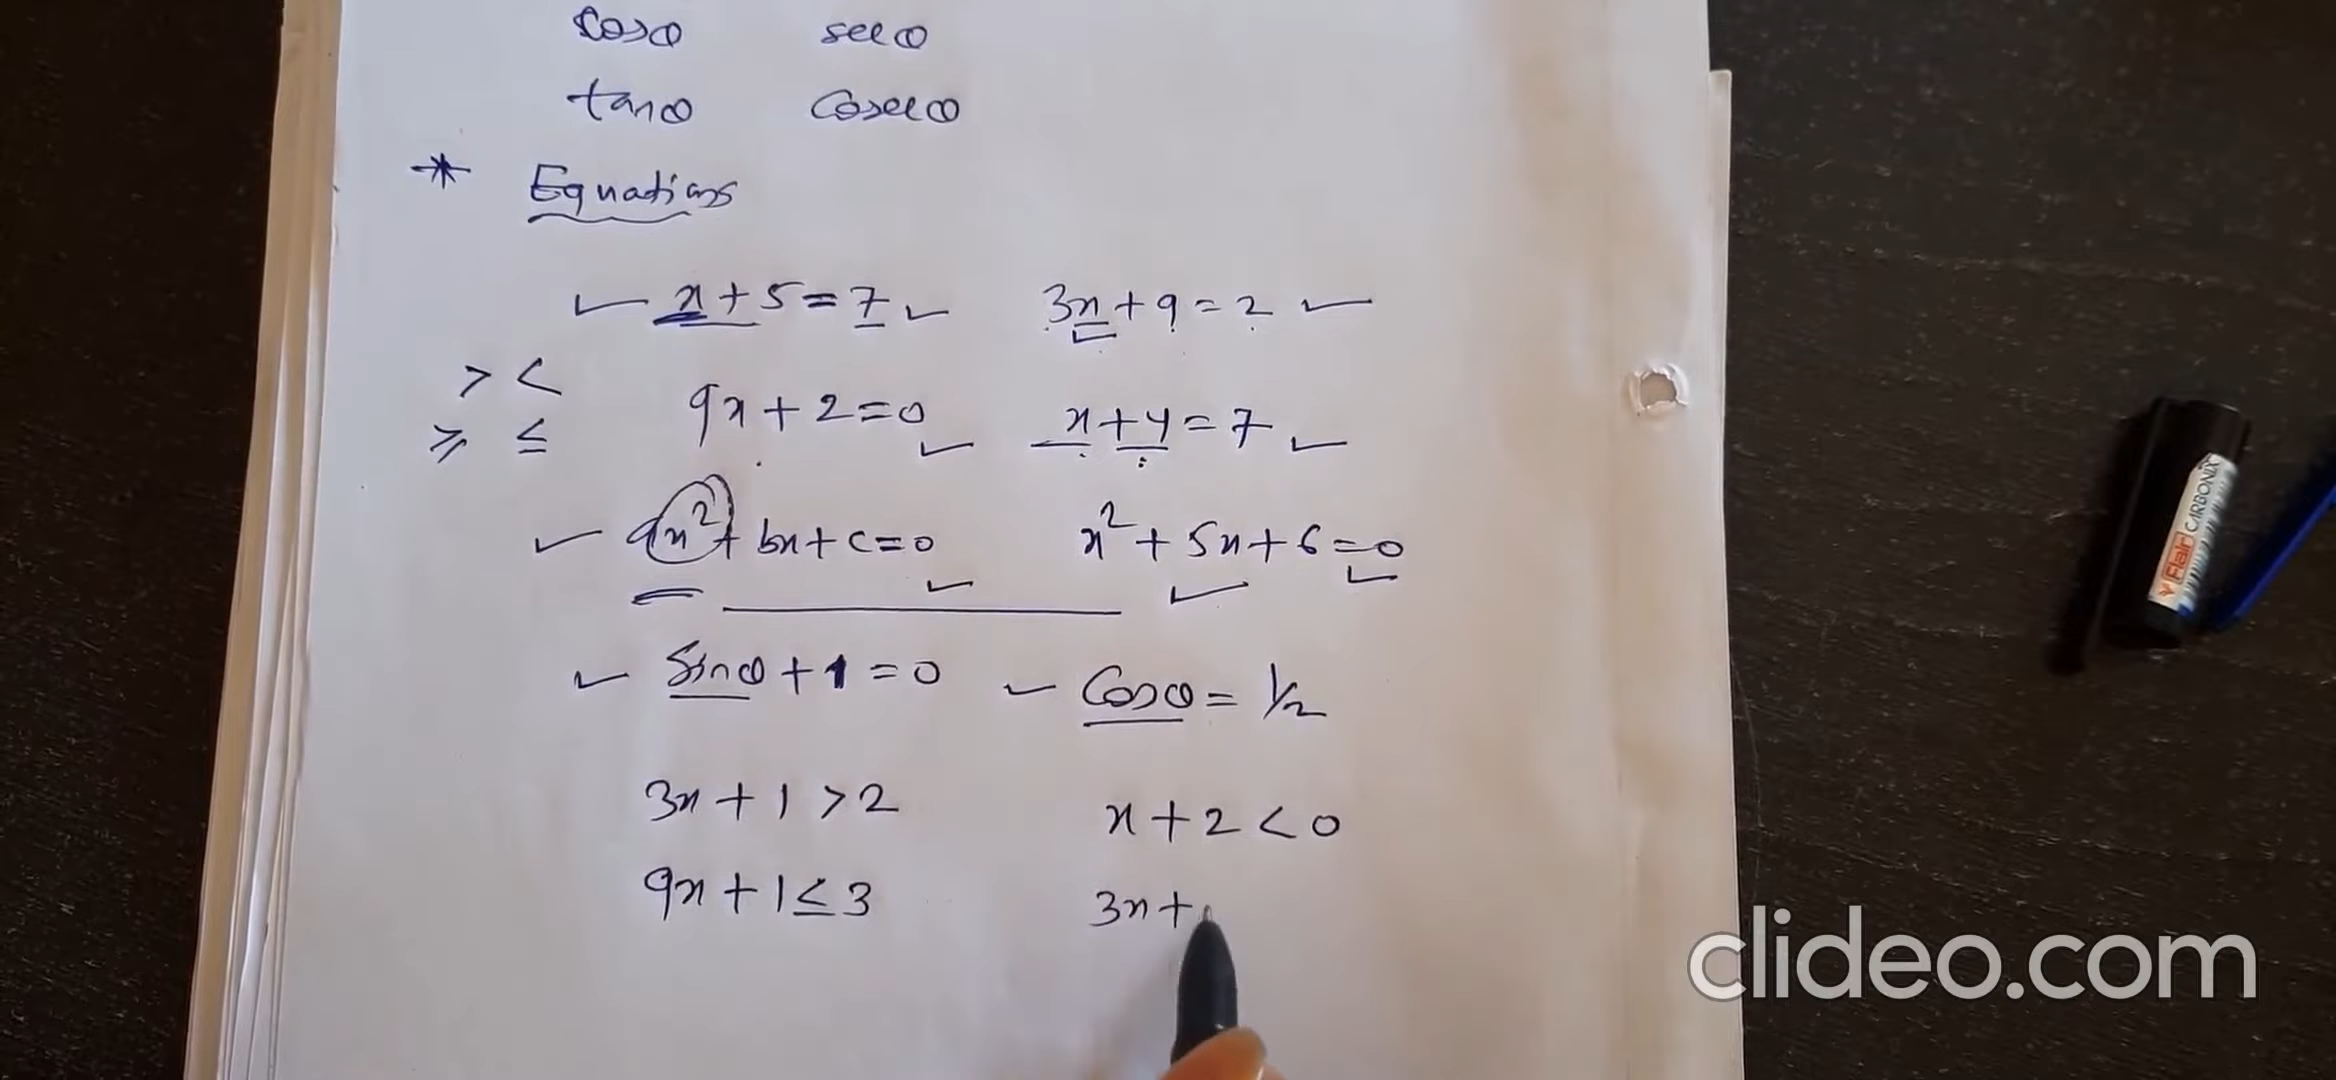 cosθ secθ
tanθ cosecθ
* Equations
✓ x + 5 = 7 ✓ 3x + 9 = 2 ✓
> <
9x + 2 = 0 ✓ x + y = 7 ✓
≥ ≤
✓ ax² + bx + c = 0 ✓ x² + 5x + 6 = 0 ✓
✓ Sinθ + 1 = 0 ✓ Cosθ = 1/2
3x + 1 > 2 x + 2 < 0
9x + 1 ≤ 3 3x +
Flair CARBONIX
clideo.com